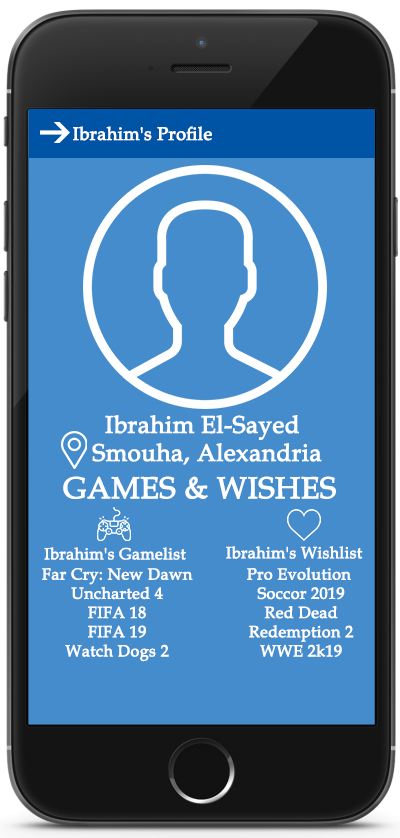 Ibrahim's Profile
Ibrahim El-Sayed
Smouha, Alexandria
GAMES & WISHES
Ibrahim's Gamelist
Far Cry: New Dawn
Uncharted 4
FIFA 18
FIFA 19
Watch Dogs 2
Ibrahim's Wishlist
Pro Evolution
Soccor 2019
Red Dead
Redemption 2
WWE 2k19